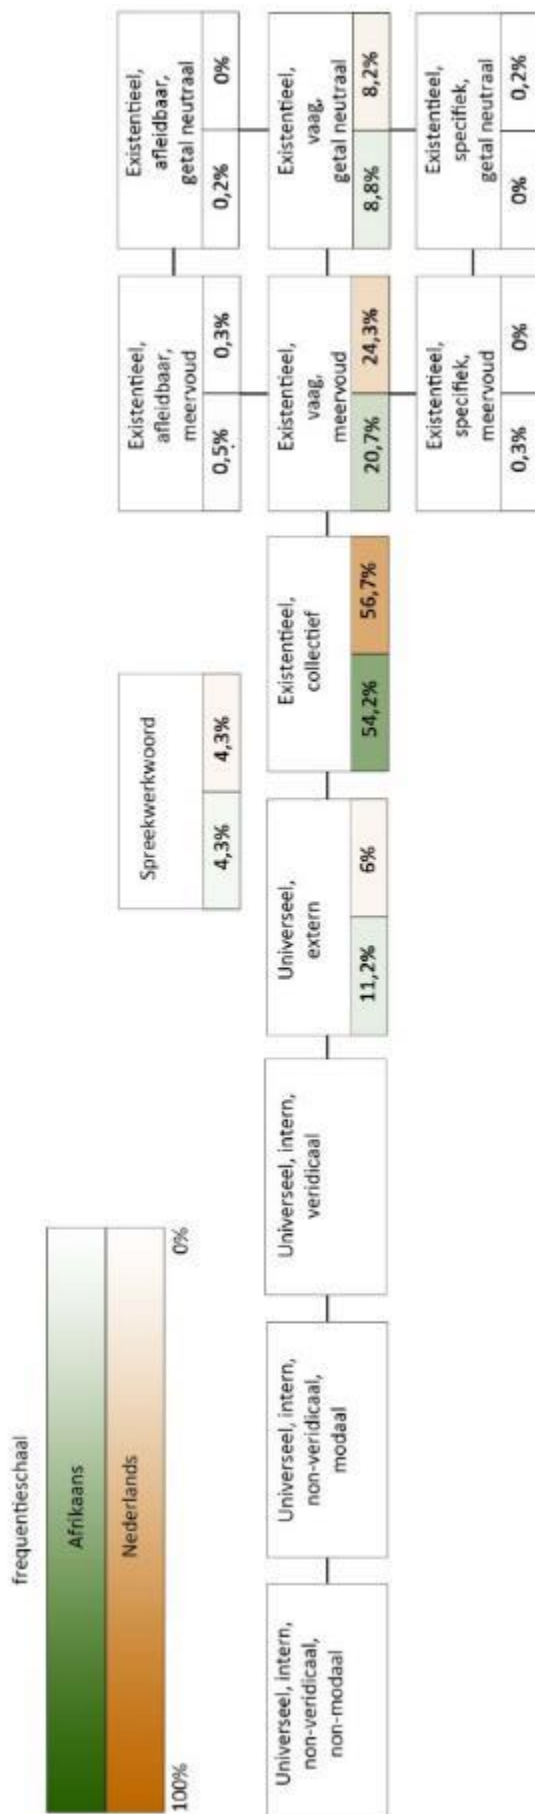 frequentieschaal
Afrikaans
Nederlands
100%
0%
Spreekwerkwoord
4,3%
4,3%
Existentieel,
afleidbaar,
meervoud
0,5%
0,3%
Existentieel,
afleidbaar,
getal neutraal
0,2%
0%
Universeel, intern,
non-veridicaal,
non-modaal
Universeel, intern,
non-veridicaal,
modaal
Universeel, intern,
veridicaal
Universeel,
extern
11,2%
6%
Existentieel,
collectief
54,2%
56,7%
Existentieel,
vaag,
meervoud
20,7%
24,3%
Existentieel,
vaag,
getal neutraal
8,8%
8,2%
Existentieel,
specifiek,
meervoud
0,3%
0%
Existentieel,
specifiek,
getal neutraal
0%
0,2%